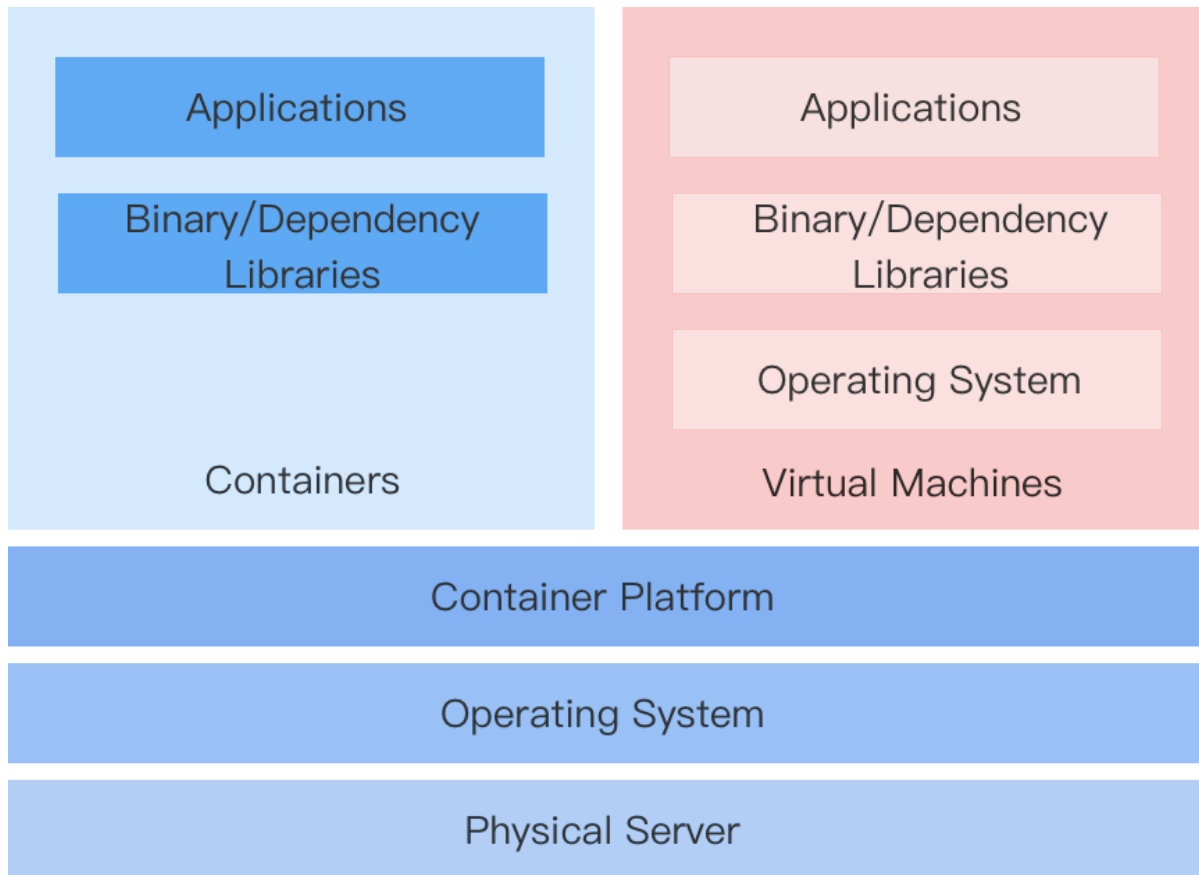 Applications
Binary/Dependency
Libraries
Containers
Applications
Binary/Dependency
Libraries
Operating System
Virtual Machines
Container Platform
Operating System
Physical Server